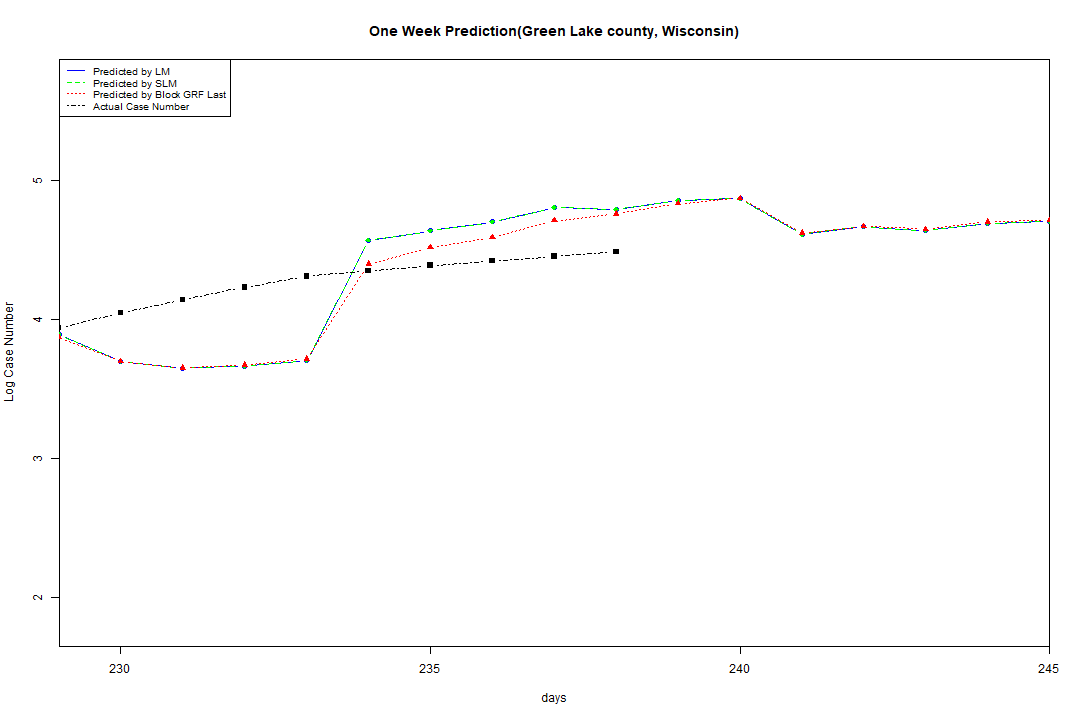 One Week Prediction(Green Lake county, Wisconsin)
Predicted by LM
Predicted by SLM
Predicted by Block GRF Last
Actual Case Number
5
4
3
2
Log Case Number
230
235
240
245
days